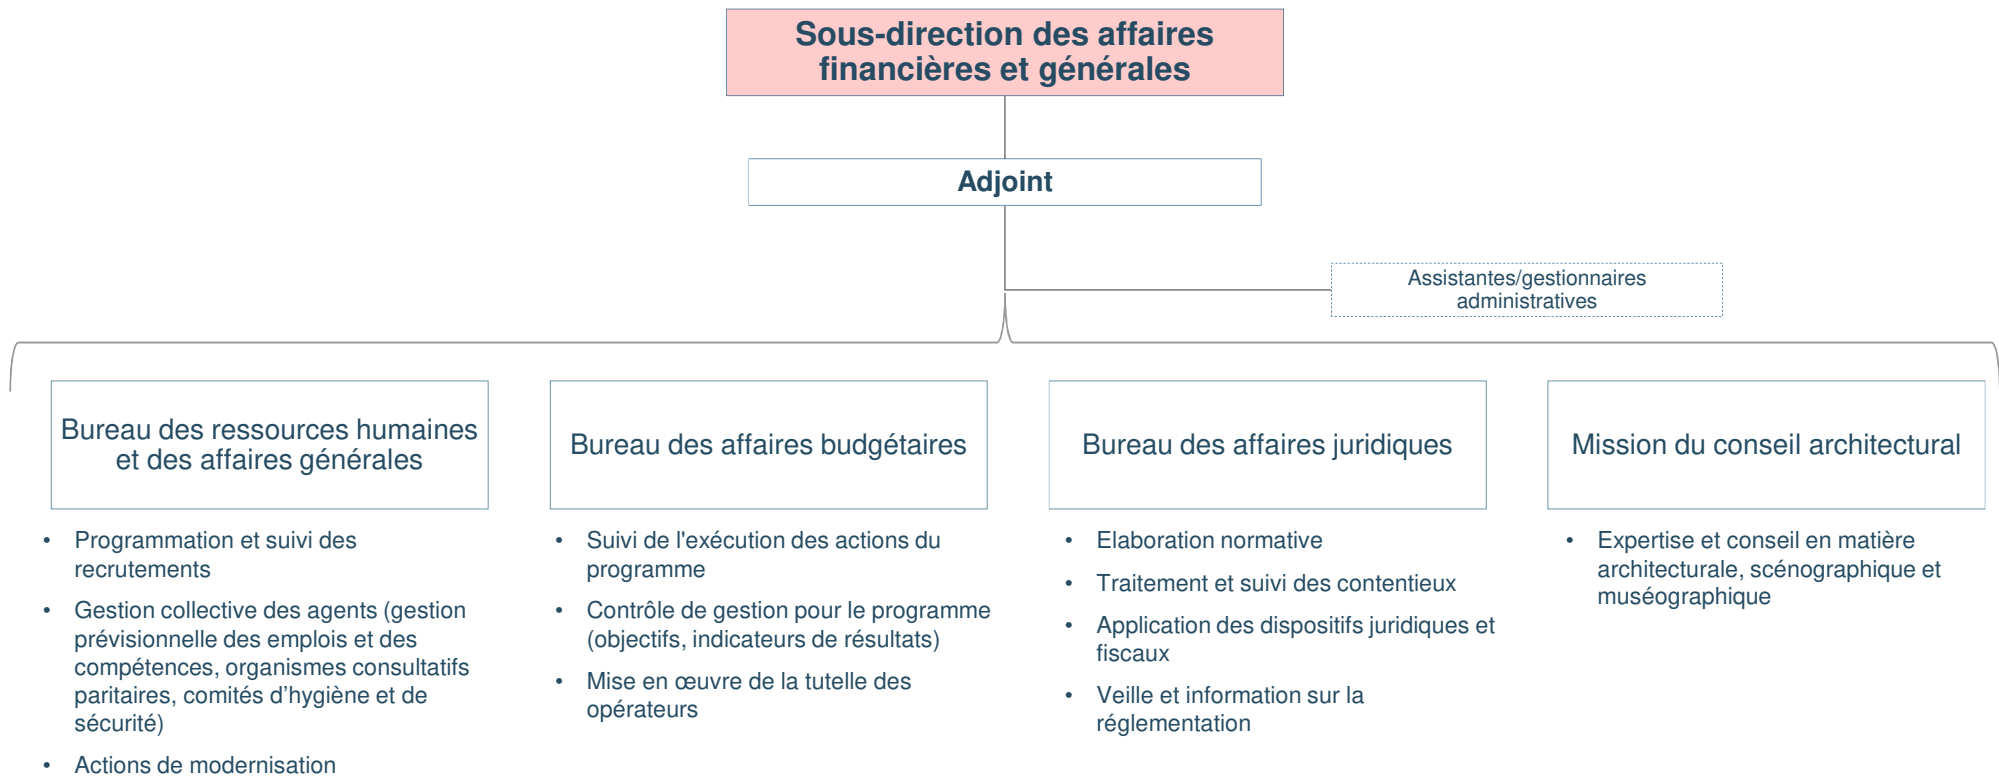 Sous-direction des affaires
financières et générales
Adjoint
Assistantes/gestionnaires
administratives
Bureau des ressources humaines
et des affaires générales
Bureau des affaires budgétaires
Bureau des affaires juridiques
Mission du conseil architectural
• Programmation et suivi des
recrutements
• Gestion collective des agents (gestion
prévisionnelle des emplois et des
compétences, organismes consultatifs
paritaires, comités d’hygiène et de
sécurité)
• Actions de modernisation
• Suivi de l'exécution des actions du
programme
• Contrôle de gestion pour le programme
(objectifs, indicateurs de résultats)
• Mise en œuvre de la tutelle des
opérateurs
• Elaboration normative
• Traitement et suivi des contentieux
• Application des dispositifs juridiques et
fiscaux
• Veille et information sur la
réglementation
• Expertise et conseil en matière
architecturale, scénographique et
muséographique